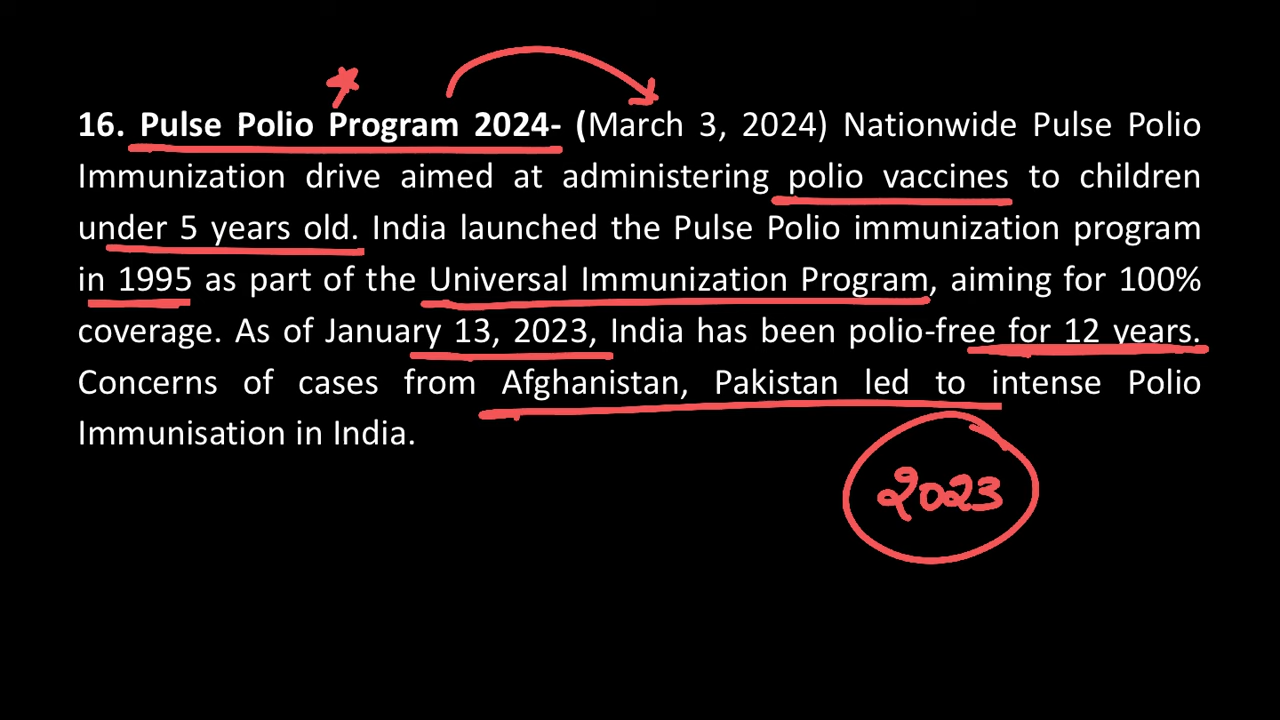 16. Pulse Polio Program 2024- (March 3, 2024) Nationwide Pulse Polio
Immunization drive aimed at administering polio vaccines to children
under 5 years old. India launched the Pulse Polio immunization program
in 1995 as part of the Universal Immunization Program, aiming for 100%
coverage. As of January 13, 2023, India has been polio-free for 12 years.
Concerns of cases from Afghanistan, Pakistan led to intense Polio
Immunisation in India.
2023